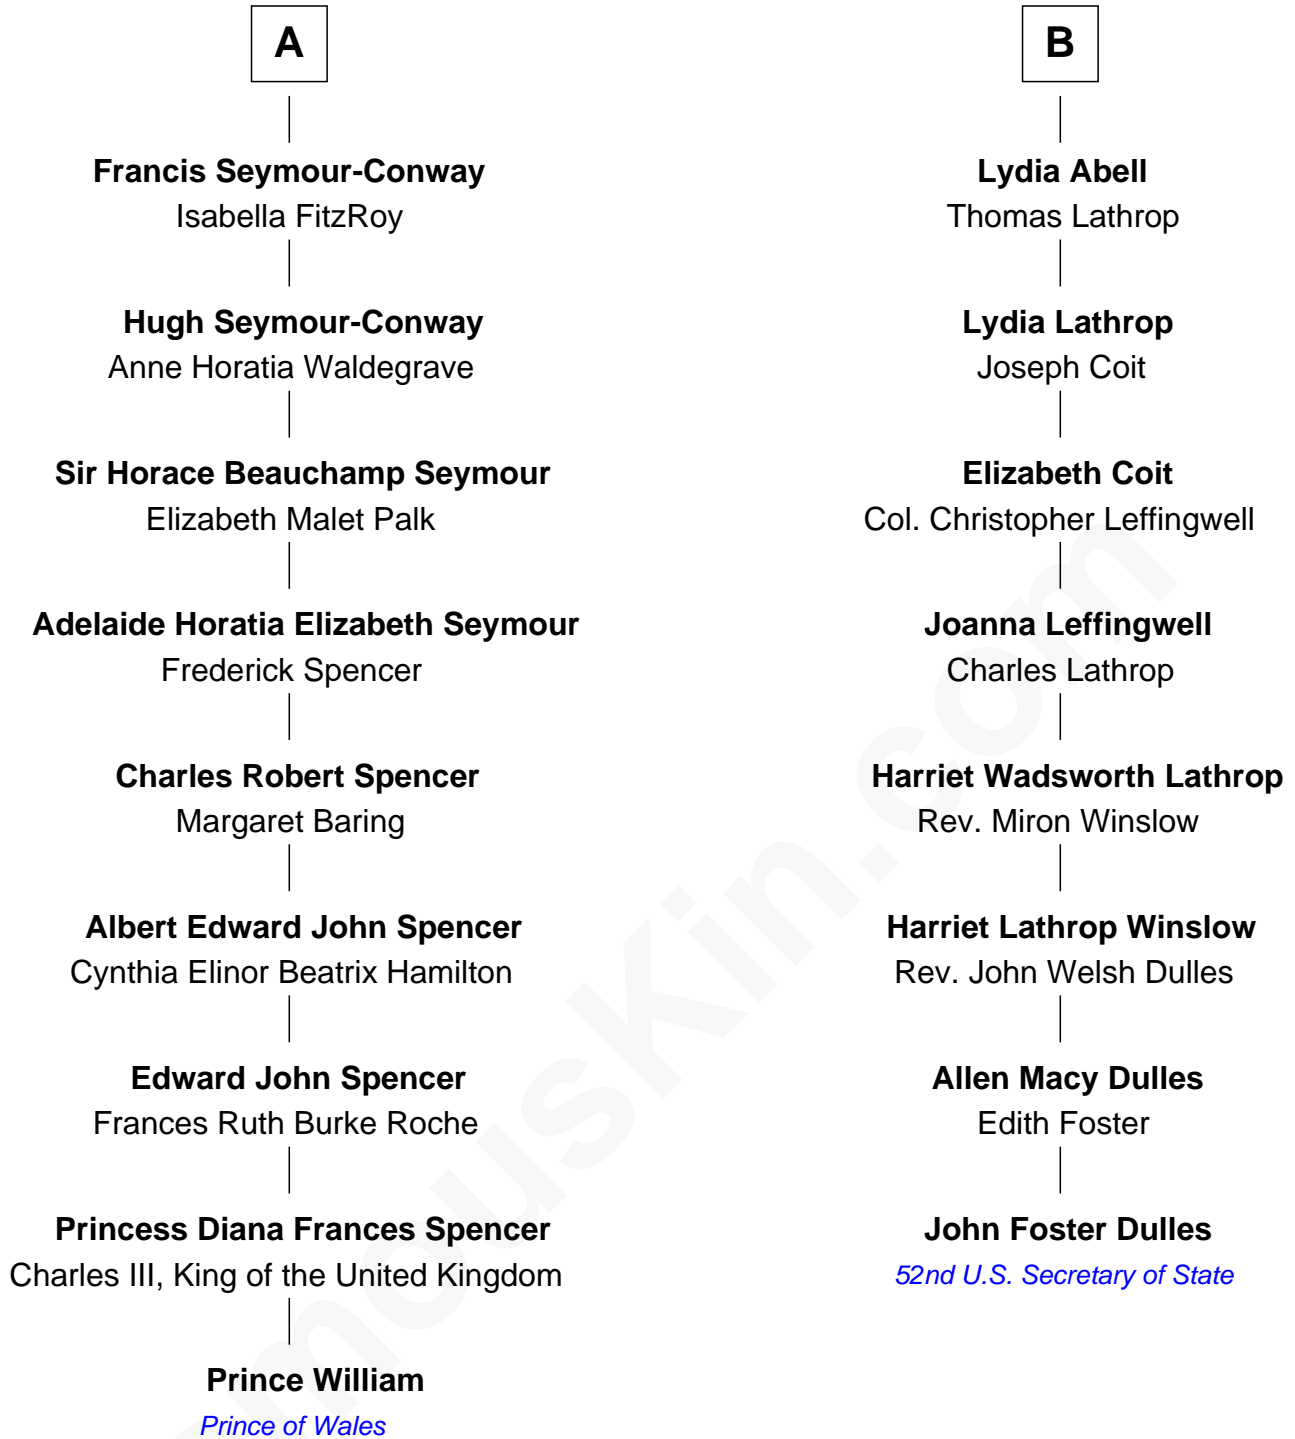 A
Francis Seymour-Conway
Isabella FitzRoy
Hugh Seymour-Conway
Anne Horatia Waldegrave
Sir Horace Beauchamp Seymour
Elizabeth Malet Palk
Adelaide Horatia Elizabeth Seymour
Frederick Spencer
Charles Robert Spencer
Margaret Baring
Albert Edward John Spencer
Cynthia Elinor Beatrix Hamilton
Edward John Spencer
Frances Ruth Burke Roche
Princess Diana Frances Spencer
Charles III, King of the United Kingdom
Prince William
Prince of Wales
B
Lydia Abell
Thomas Lathrop
Lydia Lathrop
Joseph Coit
Elizabeth Coit
Col. Christopher Leffingwell
Joanna Leffingwell
Charles Lathrop
Harriet Wadsworth Lathrop
Rev. Miron Winslow
Harriet Lathrop Winslow
Rev. John Welsh Dulles
Allen Macy Dulles
Edith Foster
John Foster Dulles
52nd U.S. Secretary of State
mousKin.com